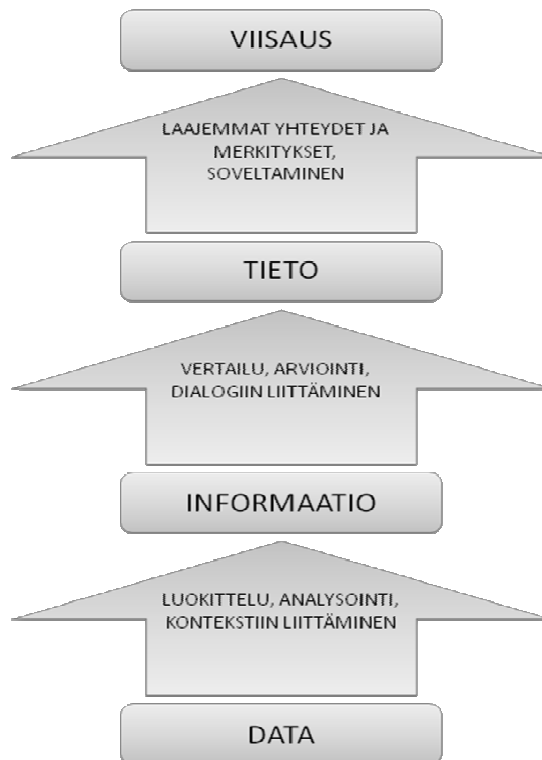 VIISAUS
LAAJEMMAT YHTEYDET JA
MERKITYKSET,
SOVELTAMINEN
TIETO
VERTAILU, ARVIOINTI,
DIALOGIIN LIITTÄMINEN
INFORMAATIO
LUOKITTELU, ANALYSOINTI,
KONTEKSTIIN LIITTÄMINEN
DATA